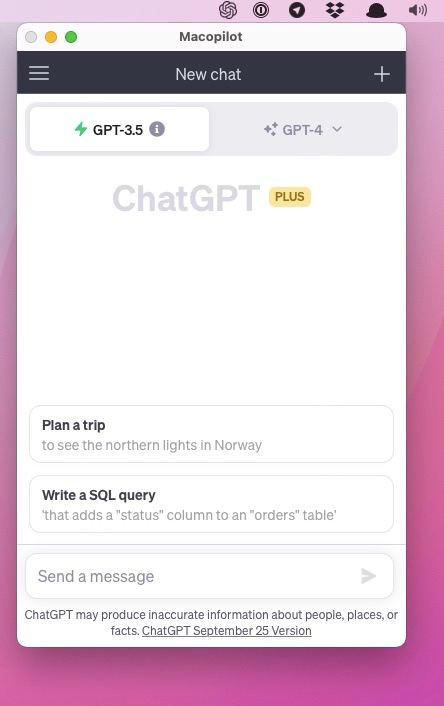 Macopilot
New chat
GPT-3.5
GPT-4
ChatGPT PLUS
Plan a trip
to see the northern lights in Norway
Write a SQL query
'that adds a "status" column to an "orders" table'
Send a message
ChatGPT may produce inaccurate information about people, places, or
facts. ChatGPT September 25 Version